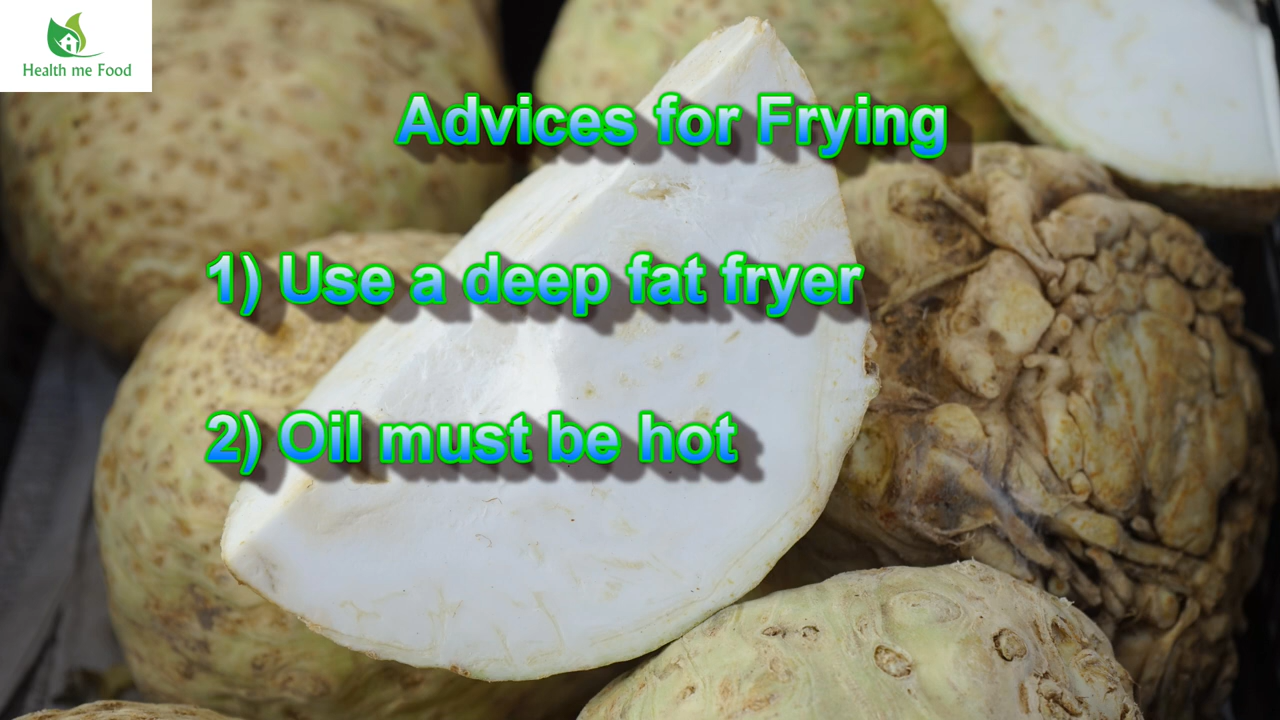 Health me Food
Advices for Frying
1) Use a deep fat fryer
2) Oil must be hot